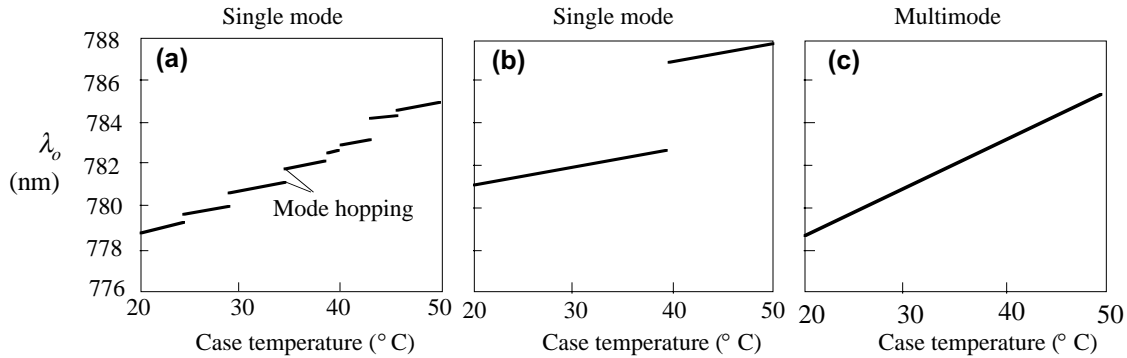 Single mode
Single mode
Multimode
788
786
784
782
780
778
776
λo
(nm)
(a)
Mode hopping
20 30 40 50
Case temperature (° C)
(b)
20 30 40 50
Case temperature (° C)
(c)
20 30 40 50
Case temperature (° C)